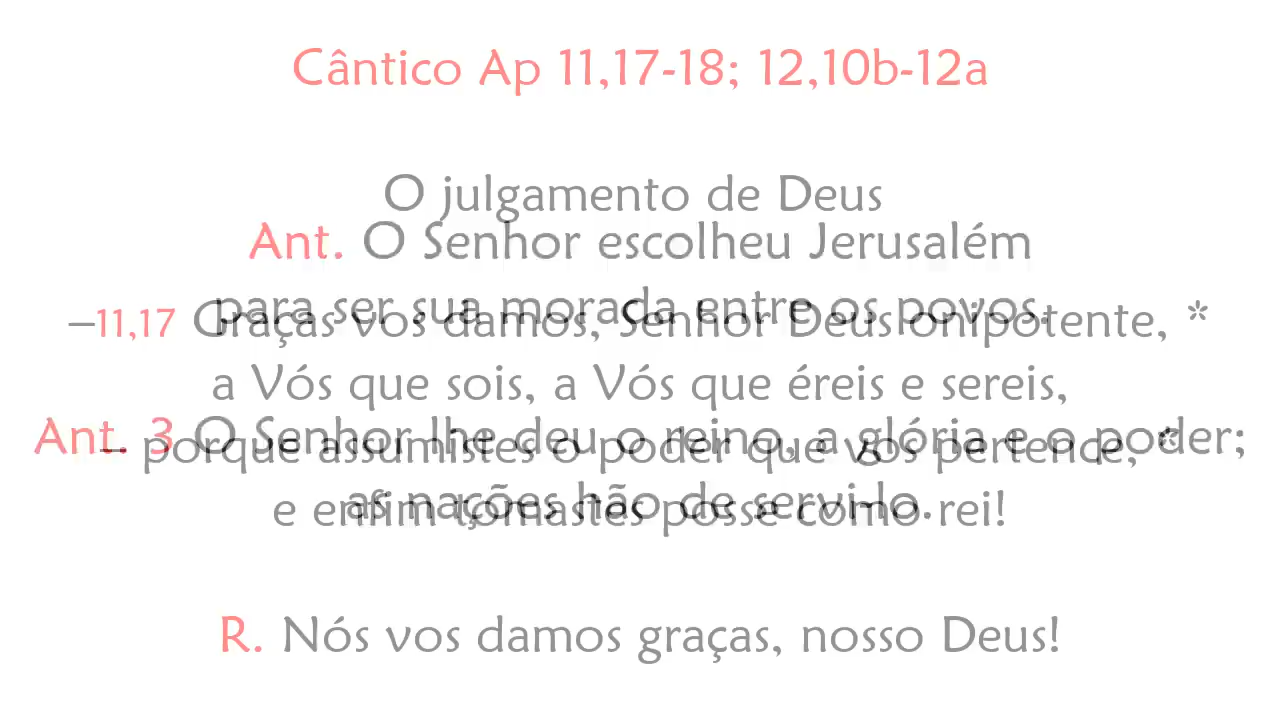 Cântico Ap 11,17-18; 12,10b-12a
O julgamento de Deus
Ant. O Senhor escolheu Jerusalém
para ser sua morada entre os povos.
–11,17 Graças vos damos, Senhor Deus onipotente, *
a Vós que sois, a Vós que éreis e sereis,
Ant. 3 O Senhor lhe deu o reino, a glória e o poder;
– porque assumistes o poder que vos pertence, *
as nações hão de servi-lo.
e enfim tomastes posse como rei!
R. Nós vos damos graças, nosso Deus!